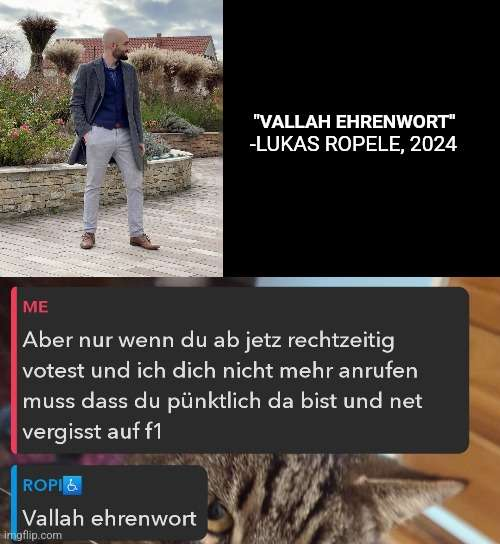 "VALLAH EHRENWORT"
-LUKAS ROPELE, 2024
ME
Aber nur wenn du ab jetz rechtzeitig
votest und ich dich nicht mehr anrufen
muss dass du pünktlich da bist und net
vergisst auf f1
ROPI♿
Vallah ehrenwort
imgflip.com